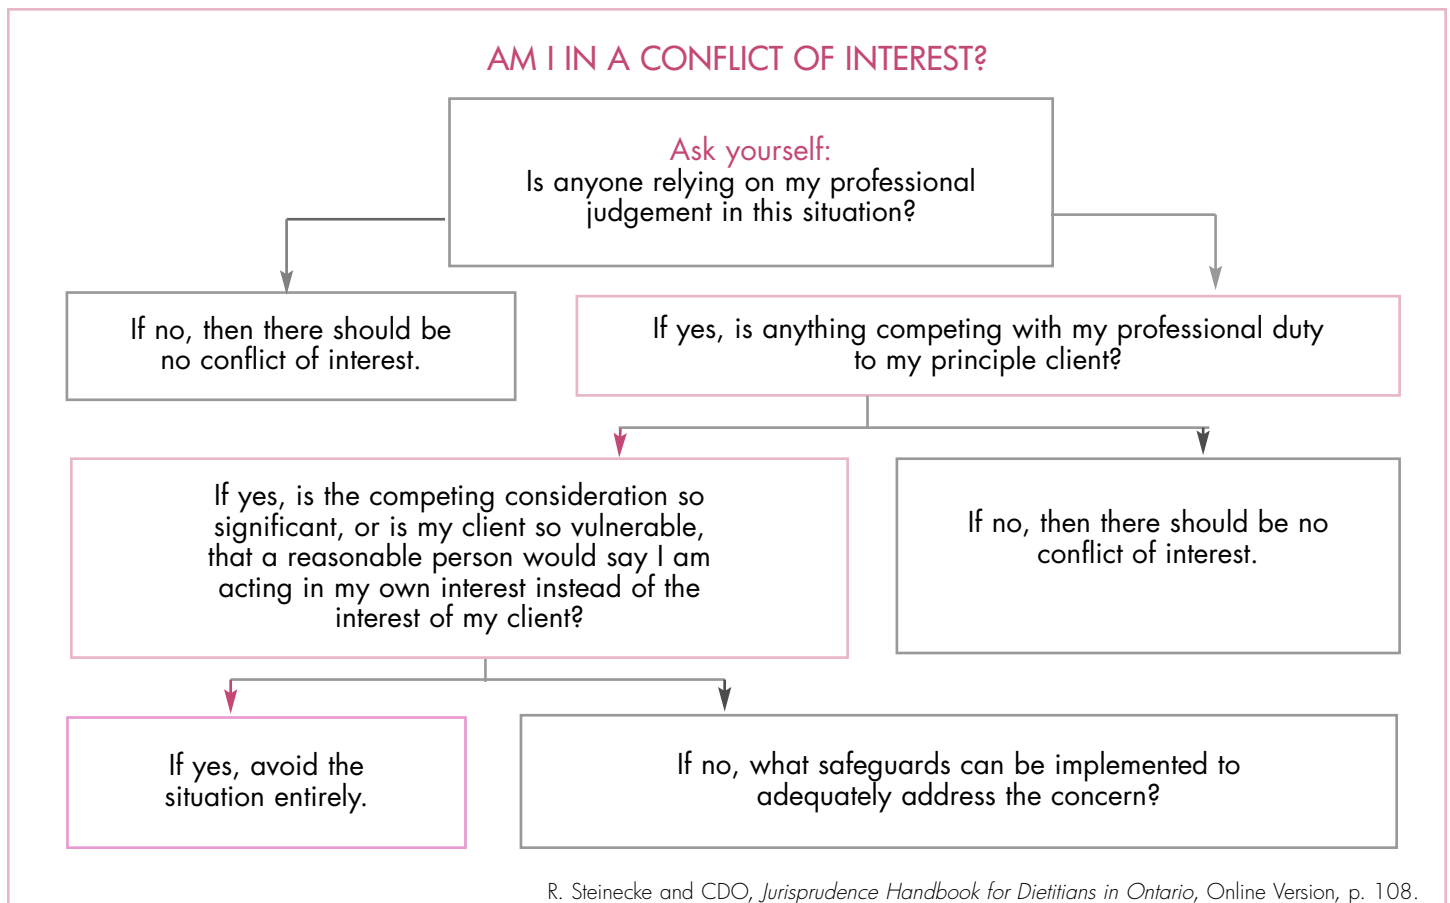 AM I IN A CONFLICT OF INTEREST?
Ask yourself:
Is anyone relying on my professional
judgement in this situation?
If no, then there should be
no conflict of interest.
If yes, is anything competing with my professional duty
to my principle client?
If yes, is the competing consideration so
significant, or is my client so vulnerable,
that a reasonable person would say I am
acting in my own interest instead of the
interest of my client?
If no, then there should be no
conflict of interest.
If yes, avoid the
situation entirely.
If no, what safeguards can be implemented to
adequately address the concern?
R. Steinecke and CDO, Jurisprudence Handbook for Dietitians in Ontario, Online Version, p. 108.